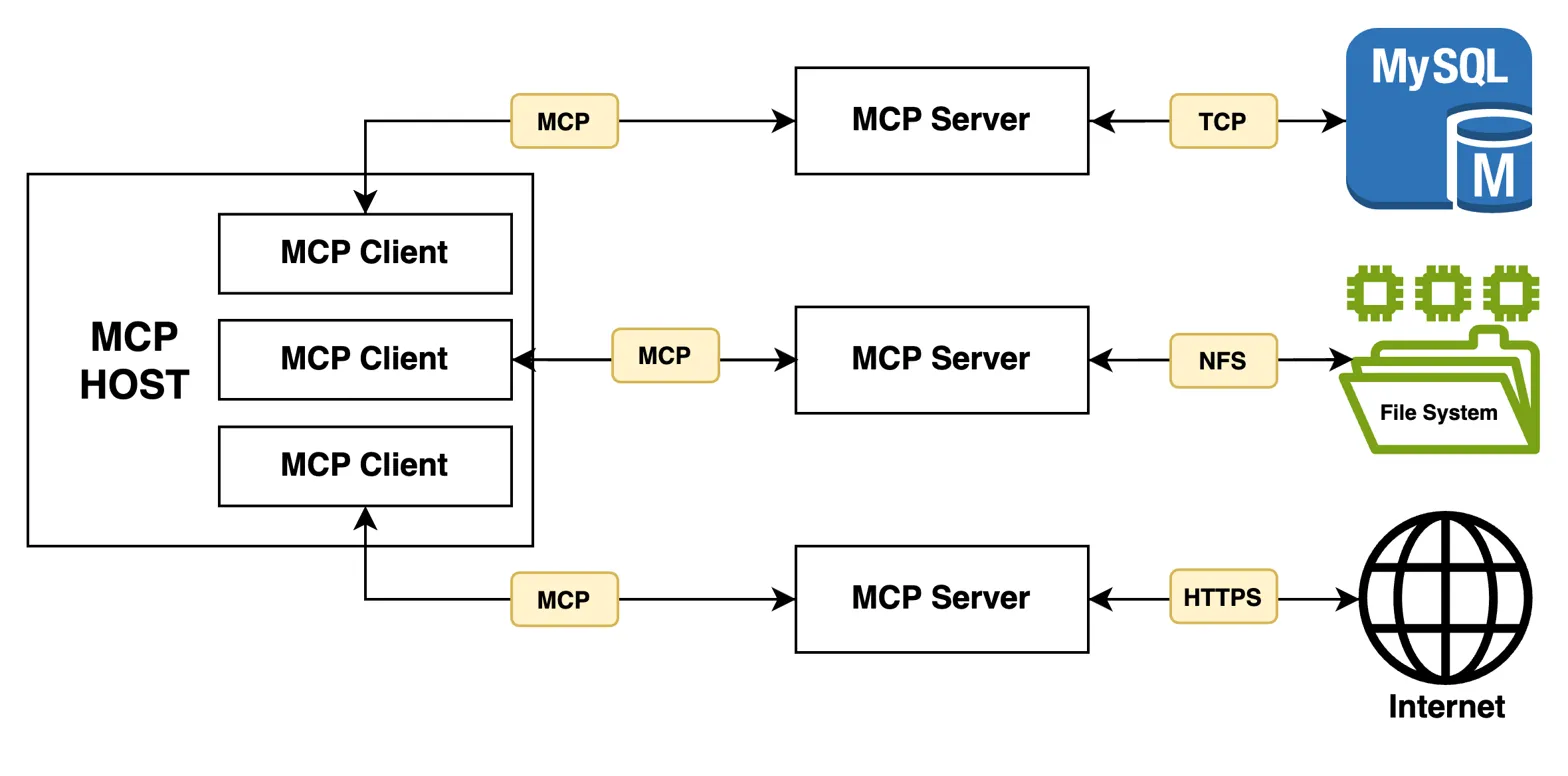 MCP
MCP Server
TCP
MySQL
M
MCP
HOST
MCP Client
MCP Client
MCP Client
MCP
MCP Server
NFS
File System
MCP
MCP Server
HTTPS
Internet